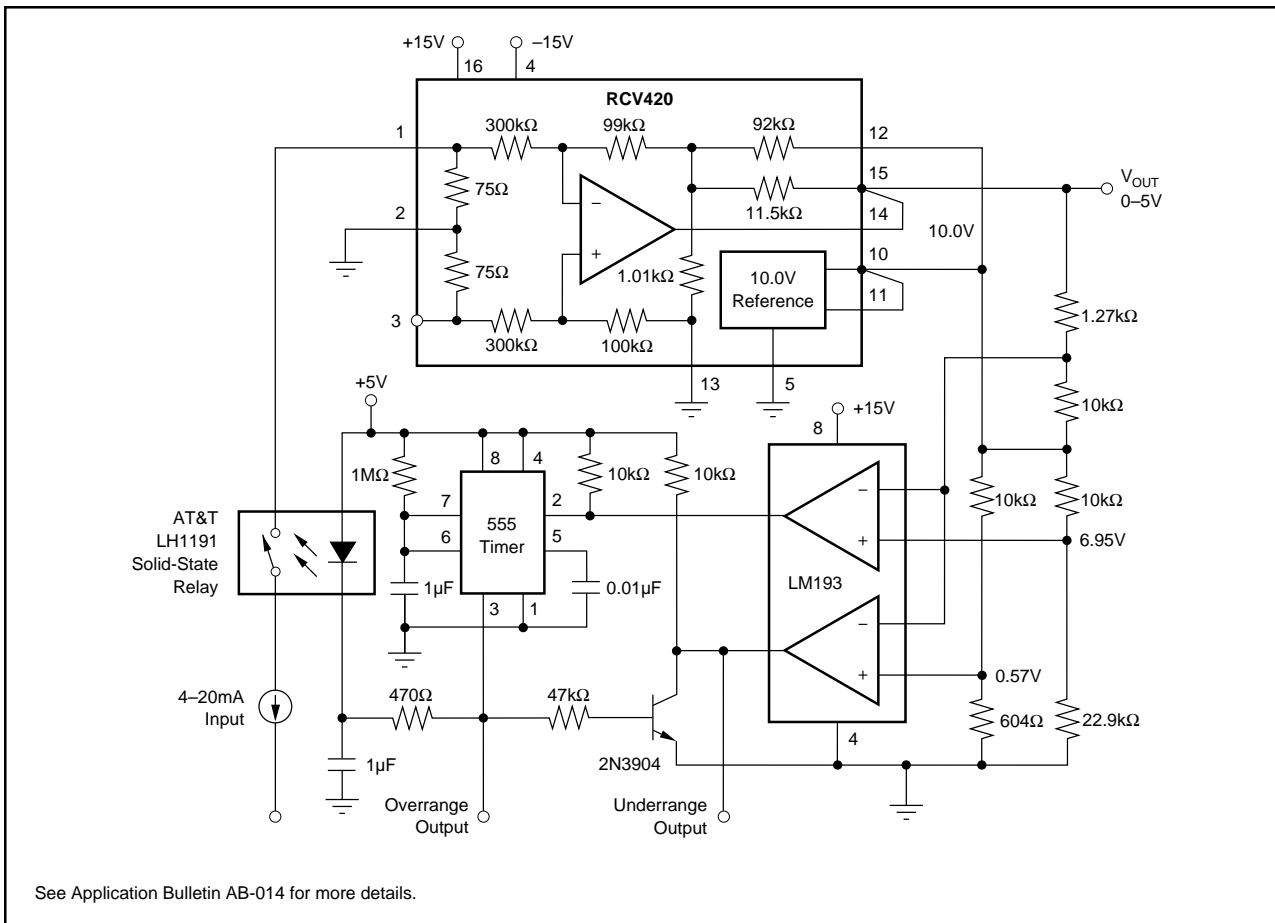 +15V
–15V
16
4
RCV420
1
300kΩ
99kΩ
92kΩ
12
15
V_OUT
0–5V
75Ω
11.5kΩ
14
2
–
+
10.0V
10
75Ω
1.01kΩ
10.0V
Reference
11
1.27kΩ
3
300kΩ
100kΩ
13
5
+5V
+15V
10kΩ
8
1MΩ
8
4
10kΩ
10kΩ
–
10kΩ
10kΩ
7
2
AT&T
LH1191
Solid-State
Relay
6
555
Timer
5
+
6.95V
1µF
0.01µF
LM193
3
1
–
4–20mA
Input
470Ω
47kΩ
+
0.57V
604Ω
22.9kΩ
4
1µF
2N3904
Overrange
Output
Underrange
Output
See Application Bulletin AB-014 for more details.